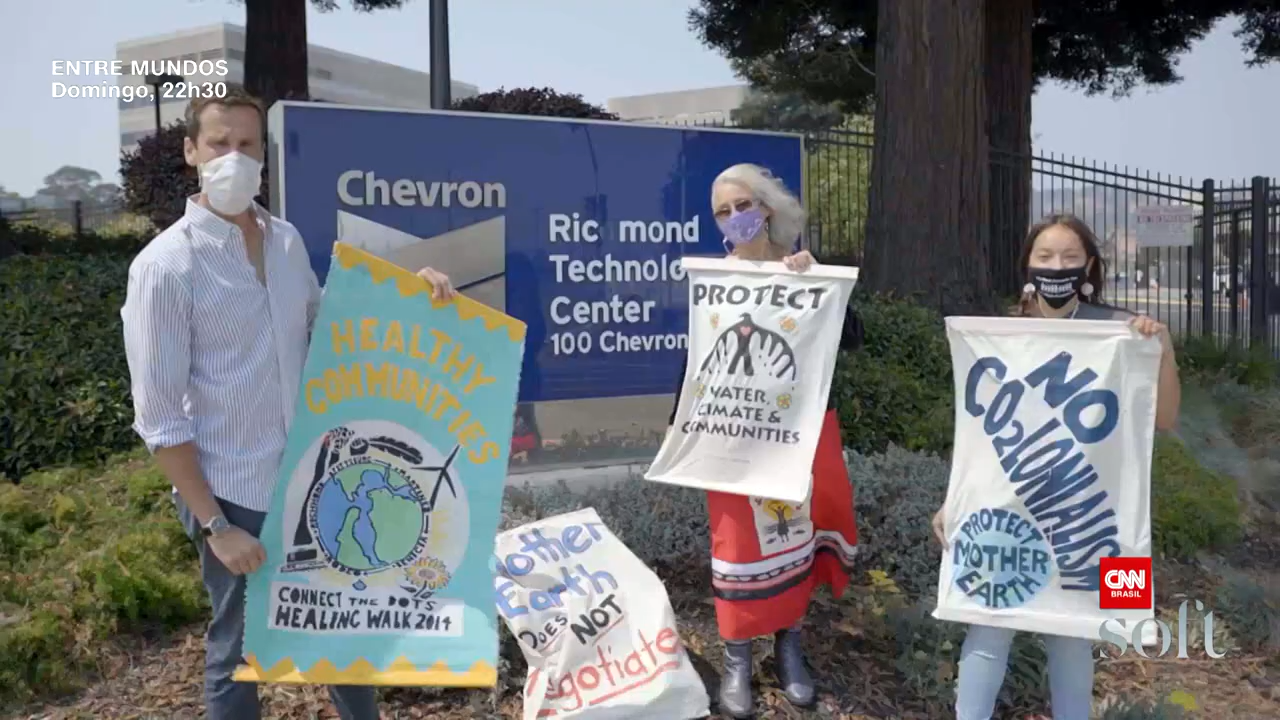 ENTRE MUNDOS
Domingo, 22h30
Chevron
Ric mond
Technolo
Center
100 Chevron
HEALTHY
COMMUNITIES
CONNECT THE DOTS
HEALING WALK 2014
PROTECT
WATER,
CLIMATE &
COMMUNITIES
NO
CO2LONIALISM
PROTECT
MOTHER
EARTH
other
Earth
DOES NOT
egotiate
CNN
BRASIL
soft